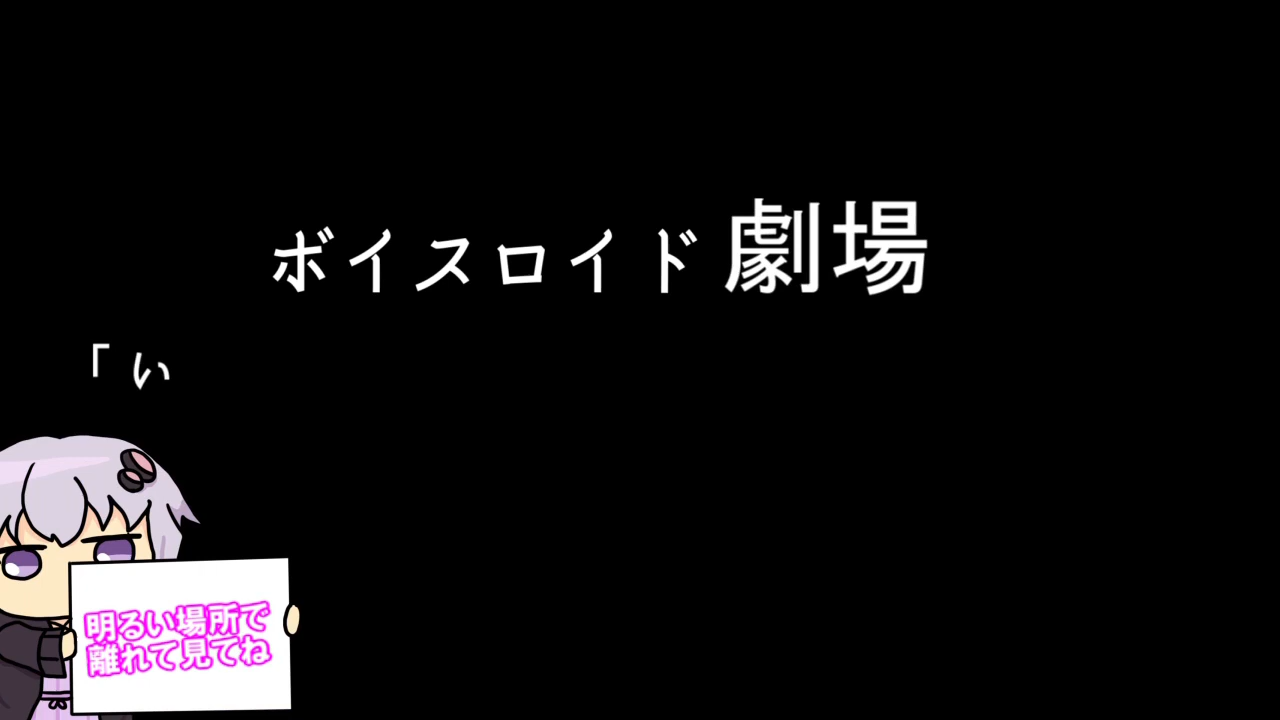 ボイスロイド劇場
「い
明るい場所で
離れて見てね